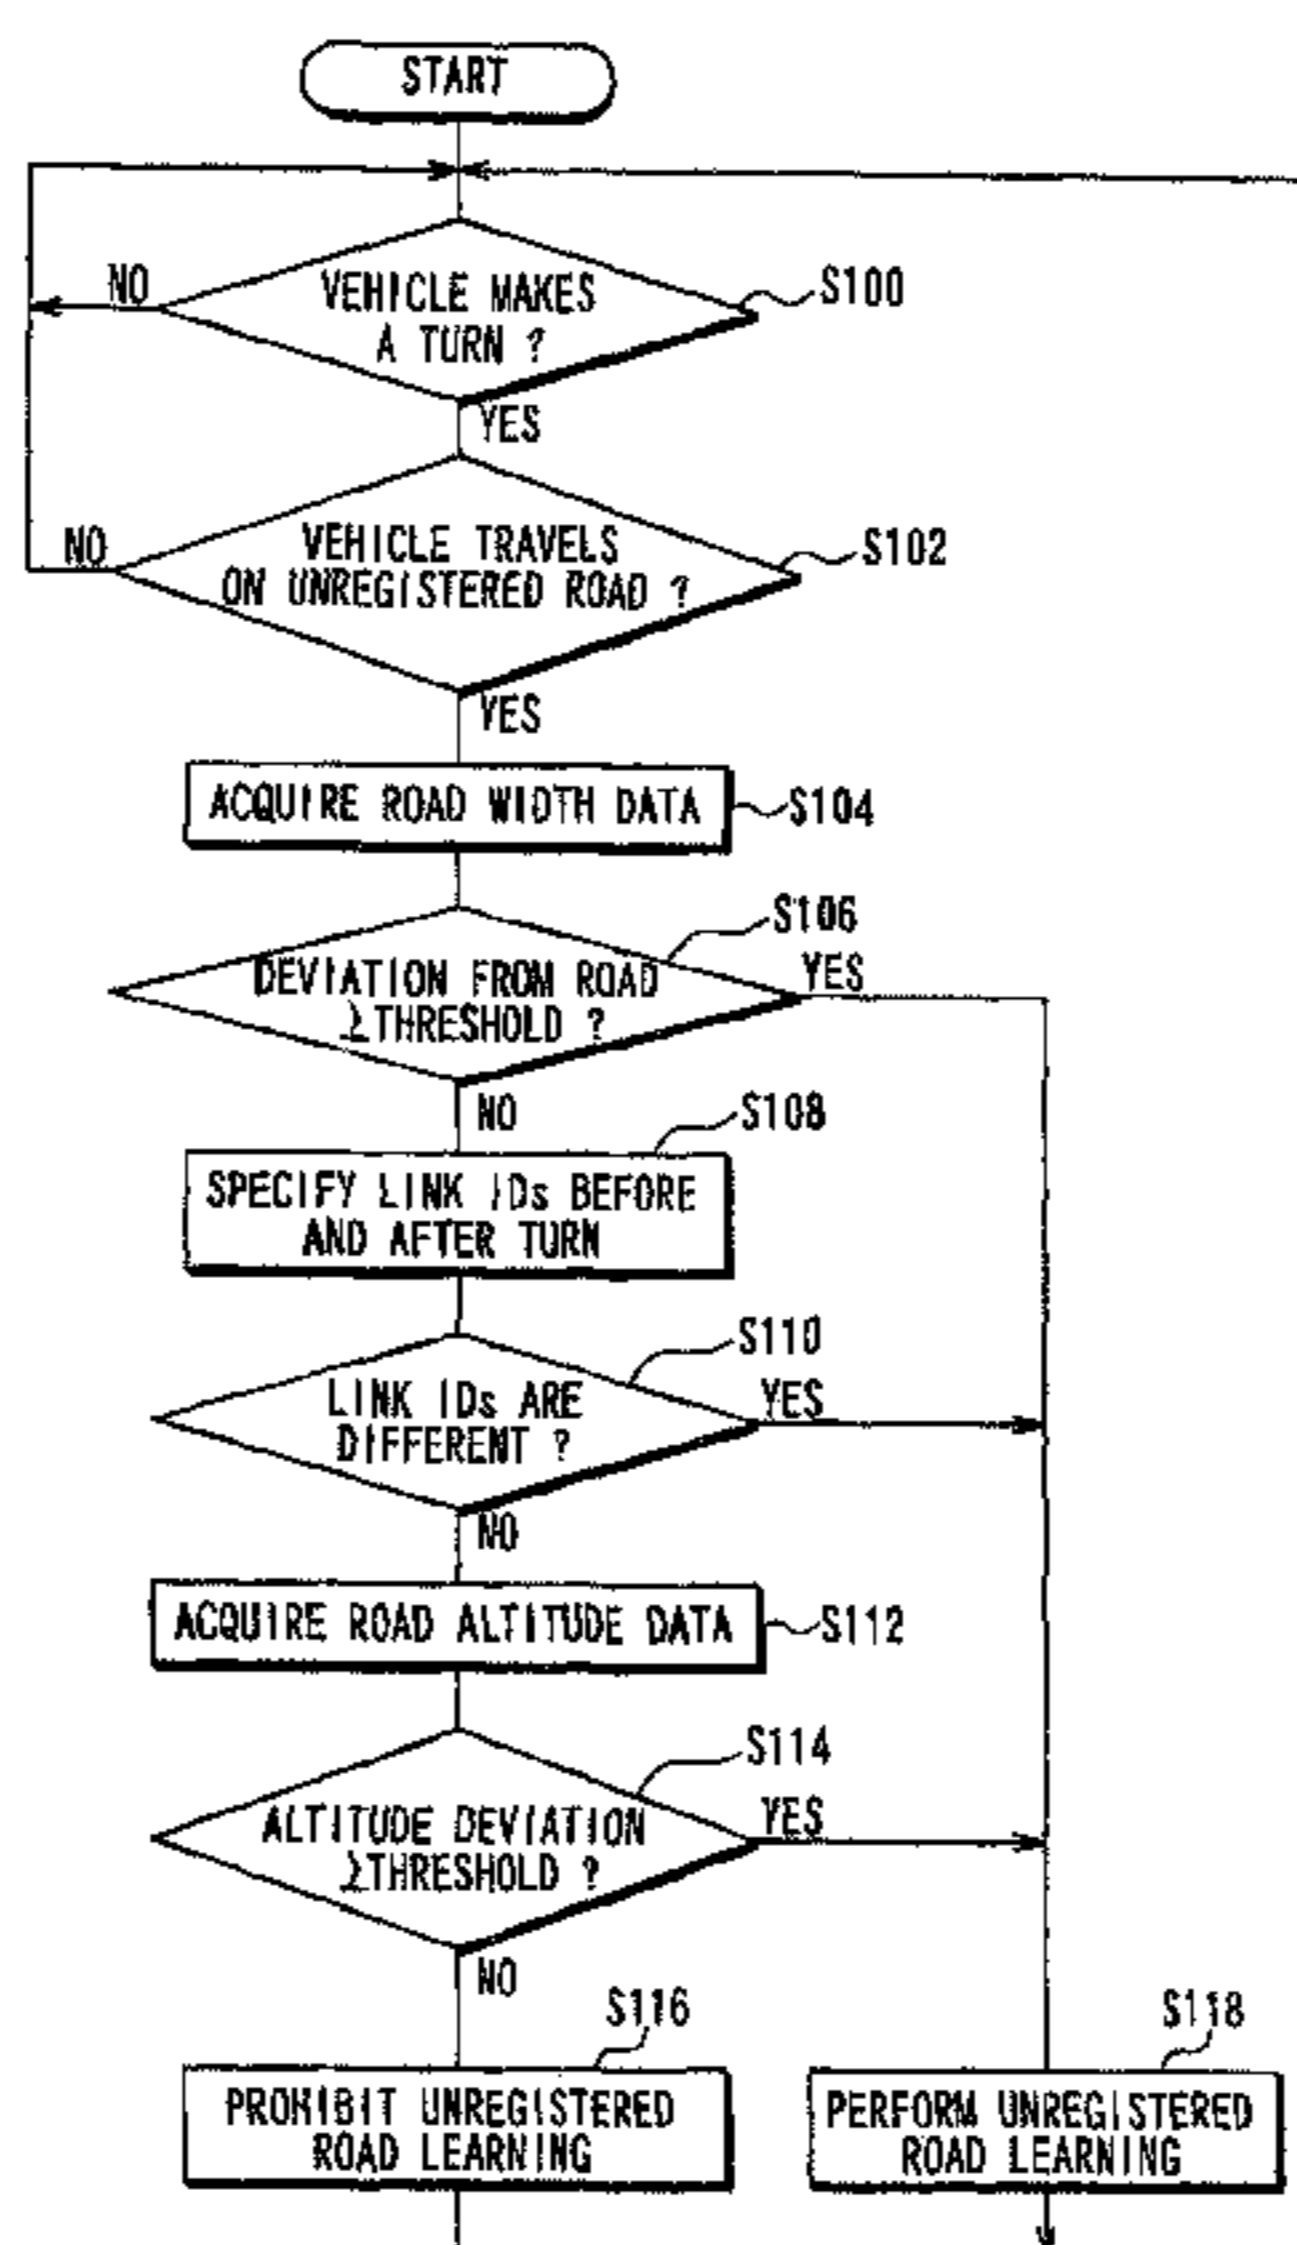 START
NO
VEHICLE MAKES
A TURN ?
S100
YES
NO
VEHICLE TRAVELS
ON UNREGISTERED ROAD ?
S102
YES
ACQUIRE ROAD WIDTH DATA
S104
S106
DEVIATION FROM ROAD
≥THRESHOLD ?
YES
NO
S108
SPECIFY LINK IDs BEFORE
AND AFTER TURN
S110
LINK IDs ARE
DIFFERENT ?
YES
NO
ACQUIRE ROAD ALTITUDE DATA
S112
S114
ALTITUDE DEVIATION
≥THRESHOLD ?
YES
NO
S116
PROHIBIT UNREGISTERED
ROAD LEARNING
S118
PERFORM UNREGISTERED
ROAD LEARNING